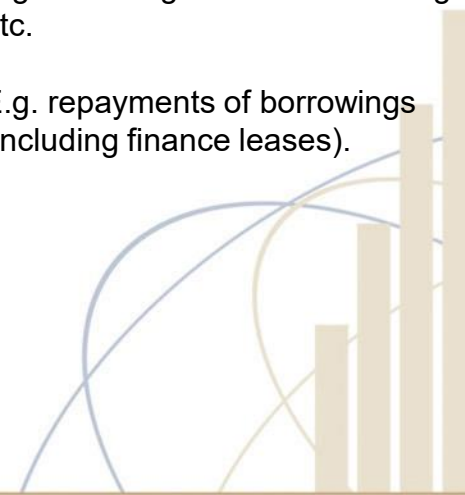 tc.
E.g. repayments of borrowings
ncluding finance leases).